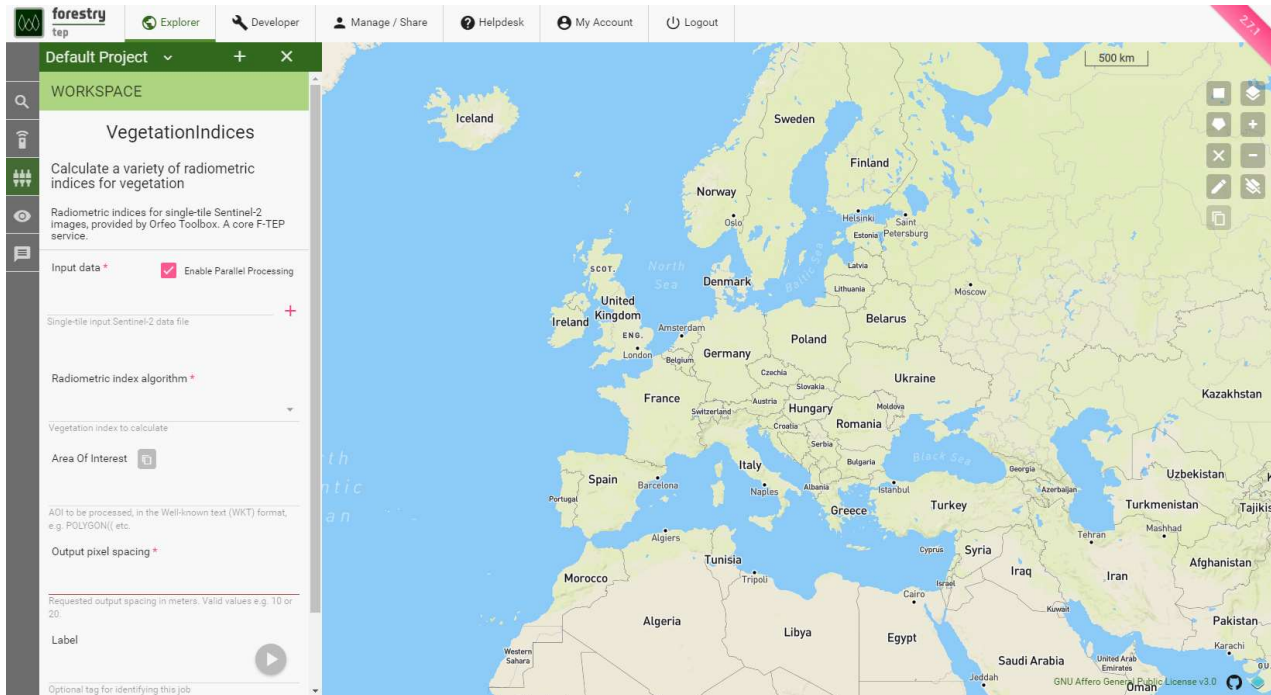 forestry
tep
Explorer
Developer
Manage / Share
Helpdesk
My Account
Logout
2.7.1
Default Project
WORKSPACE
VegetationIndices
Calculate a variety of radiometric
indices for vegetation
Radiometric indices for single-tile Sentinel-2
images, provided by Orfeo Toolbox. A core F-TEP
service.
Input data *
Enable Parallel Processing
Single-tile input Sentinel-2 data file
Radiometric index algorithm *
Vegetation index to calculate
Area Of Interest
AOI to be processed, in the Well-known text (WKT) format,
e.g. POLYGON(( etc.
Output pixel spacing *
Requested output spacing in meters. Valid values e.g. 10 or
20.
Label
Optional tag for identifying this job
500 km
Iceland
Sweden
Finland
Norway
Oslo
Helsinki
Saint
Petersburg
Estonia
SCOT.
North
Sea
Denmark
Baltic Sea
Latvia
Lithuania
Moscow
United
Kingdom
Ireland
ENG.
Amsterdam
London
Belgium
Germany
Poland
Belarus
Czechia
Slovakia
Ukraine
Kazakhstan
France
Switzerland
Austria
Hungary
Moldova
Croatia
Romania
Serbia
th
ntic
an
Italy
Bulgaria
Black Sea
Georgia
Uzbekistan
Spain
Barcelona
Portugal
Naples
Albania
Istanbul
Greece
Turkey
Azerbaijan
Turkmenistan
Tajikis
Mashhad
Tehran
Algiers
Tunisia
Tripoli
Cyprus
Syria
Iraq
Iran
Afghanistan
Morocco
Israel
Cairo
Kuwait
Algeria
Libya
Egypt
Pakistan
Karachi
Western
Sahara
Saudi Arabia
United Arab
Emirates
Jeddah
Oman
GU
GNU Affero General Public License v3.0